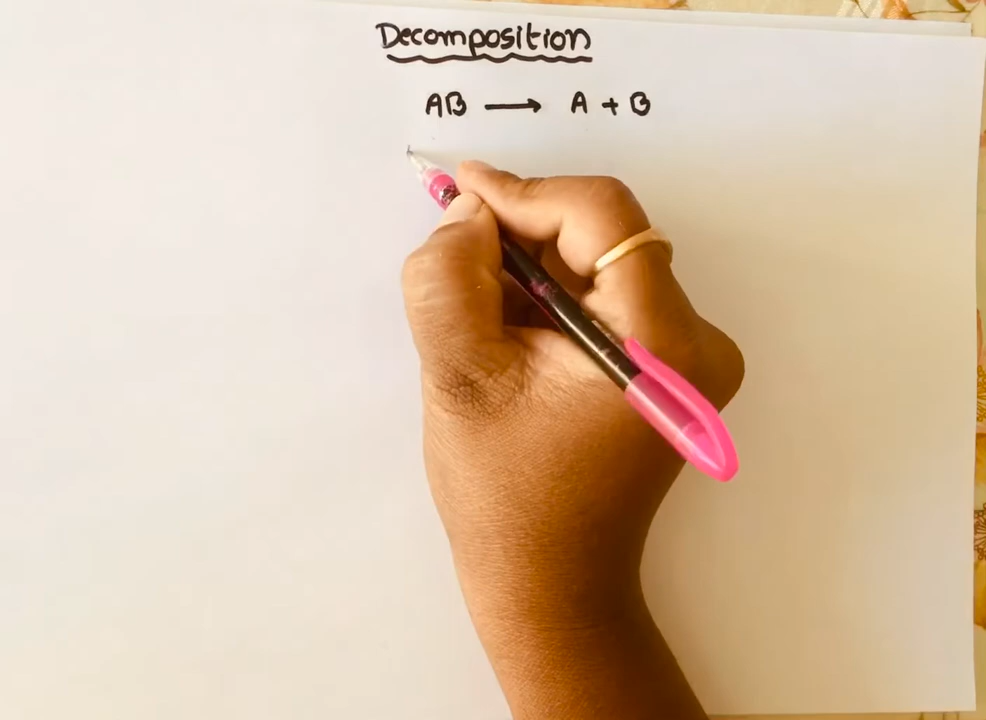 Decomposition
AB → A + B